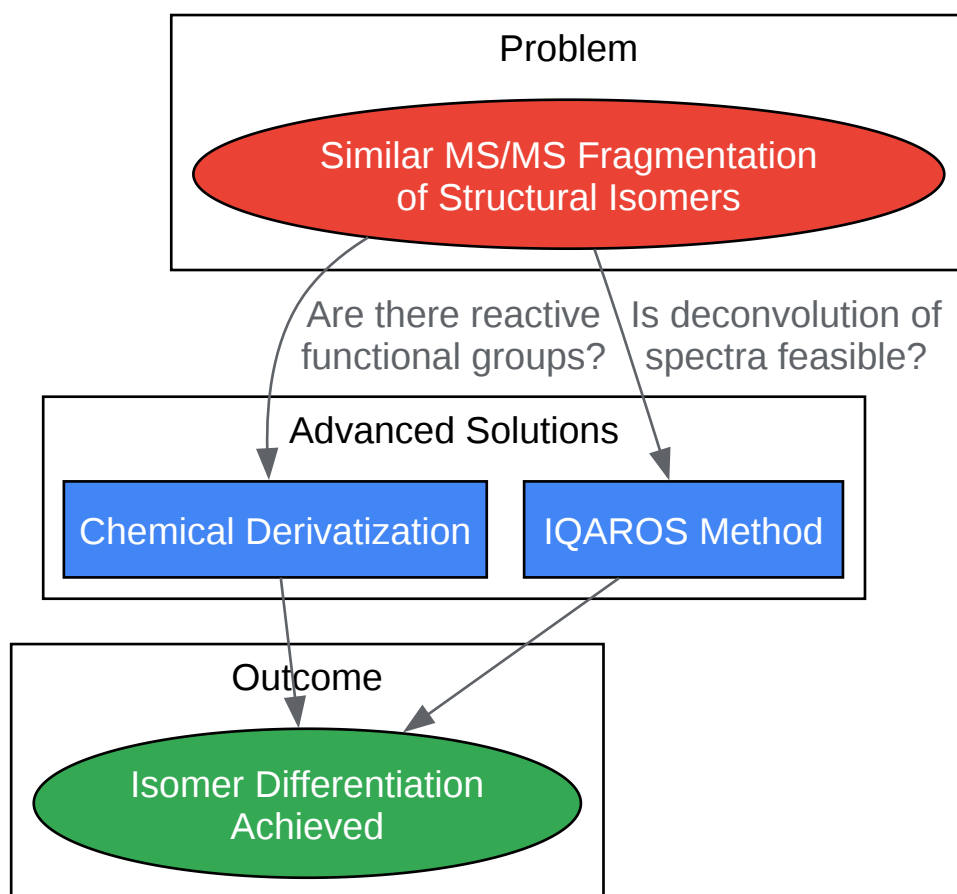 Problem
Similar MS/MS Fragmentation
of Structural Isomers
Are there reactive
functional groups?
Is deconvolution of
spectra feasible?
Advanced Solutions
Chemical Derivatization
IQAROS Method
Outcome
Isomer Differentiation
Achieved